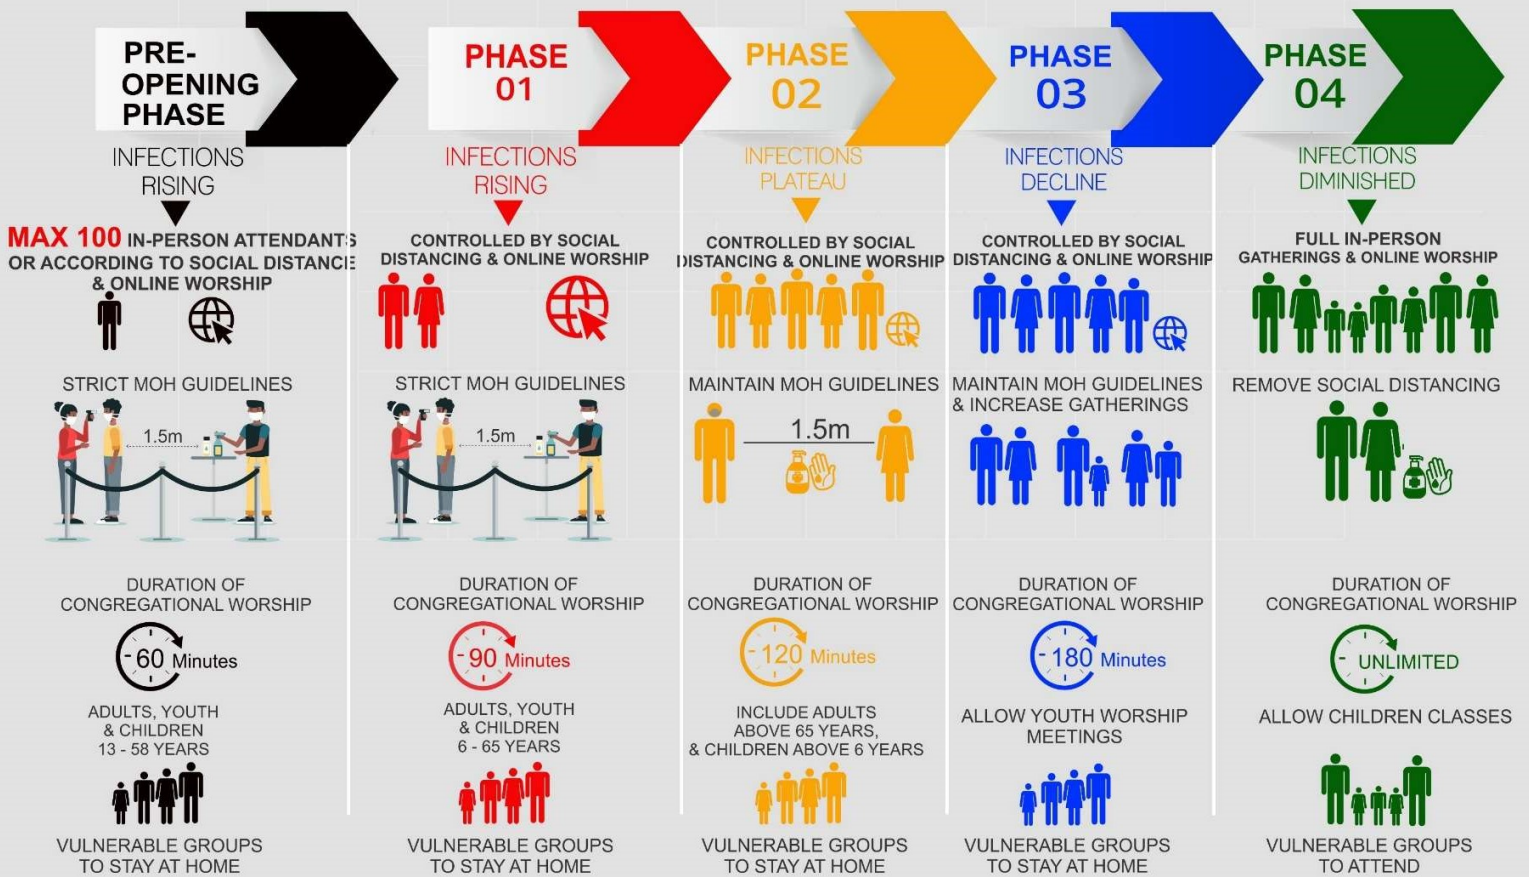 PRE-
OPENING
PHASE
INFECTIONS
RISING
MAX 100 IN-PERSON ATTENDANTS
OR ACCORDING TO SOCIAL DISTANCE
& ONLINE WORSHIP
STRICT MOH GUIDELINES
1.5m
DURATION OF
CONGREGATIONAL WORSHIP
60 Minutes
ADULTS, YOUTH
& CHILDREN
13 - 58 YEARS
VULNERABLE GROUPS
TO STAY AT HOME
PHASE
01
INFECTIONS
RISING
CONTROLLED BY SOCIAL
DISTANCING & ONLINE WORSHIP
STRICT MOH GUIDELINES
1.5m
DURATION OF
CONGREGATIONAL WORSHIP
90 Minutes
ADULTS, YOUTH
& CHILDREN
6 - 65 YEARS
VULNERABLE GROUPS
TO STAY AT HOME
PHASE
02
INFECTIONS
PLATEAU
CONTROLLED BY SOCIAL
DISTANCING & ONLINE WORSHIP
MAINTAIN MOH GUIDELINES
1.5m
DURATION OF
CONGREGATIONAL WORSHIP
120 Minutes
INCLUDE ADULTS
ABOVE 65 YEARS,
& CHILDREN ABOVE 6 YEARS
VULNERABLE GROUPS
TO STAY AT HOME
PHASE
03
INFECTIONS
DECLINE
CONTROLLED BY SOCIAL
DISTANCING & ONLINE WORSHIP
MAINTAIN MOH GUIDELINES
& INCREASE GATHERINGS
DURATION OF
CONGREGATIONAL WORSHIP
180 Minutes
ALLOW YOUTH WORSHIP
MEETINGS
VULNERABLE GROUPS
TO STAY AT HOME
PHASE
04
INFECTIONS
DIMINISHED
FULL IN-PERSON
GATHERINGS & ONLINE WORSHIP
REMOVE SOCIAL DISTANCING
DURATION OF
CONGREGATIONAL WORSHIP
UNLIMITED
ALLOW CHILDREN CLASSES
VULNERABLE GROUPS
TO ATTEND